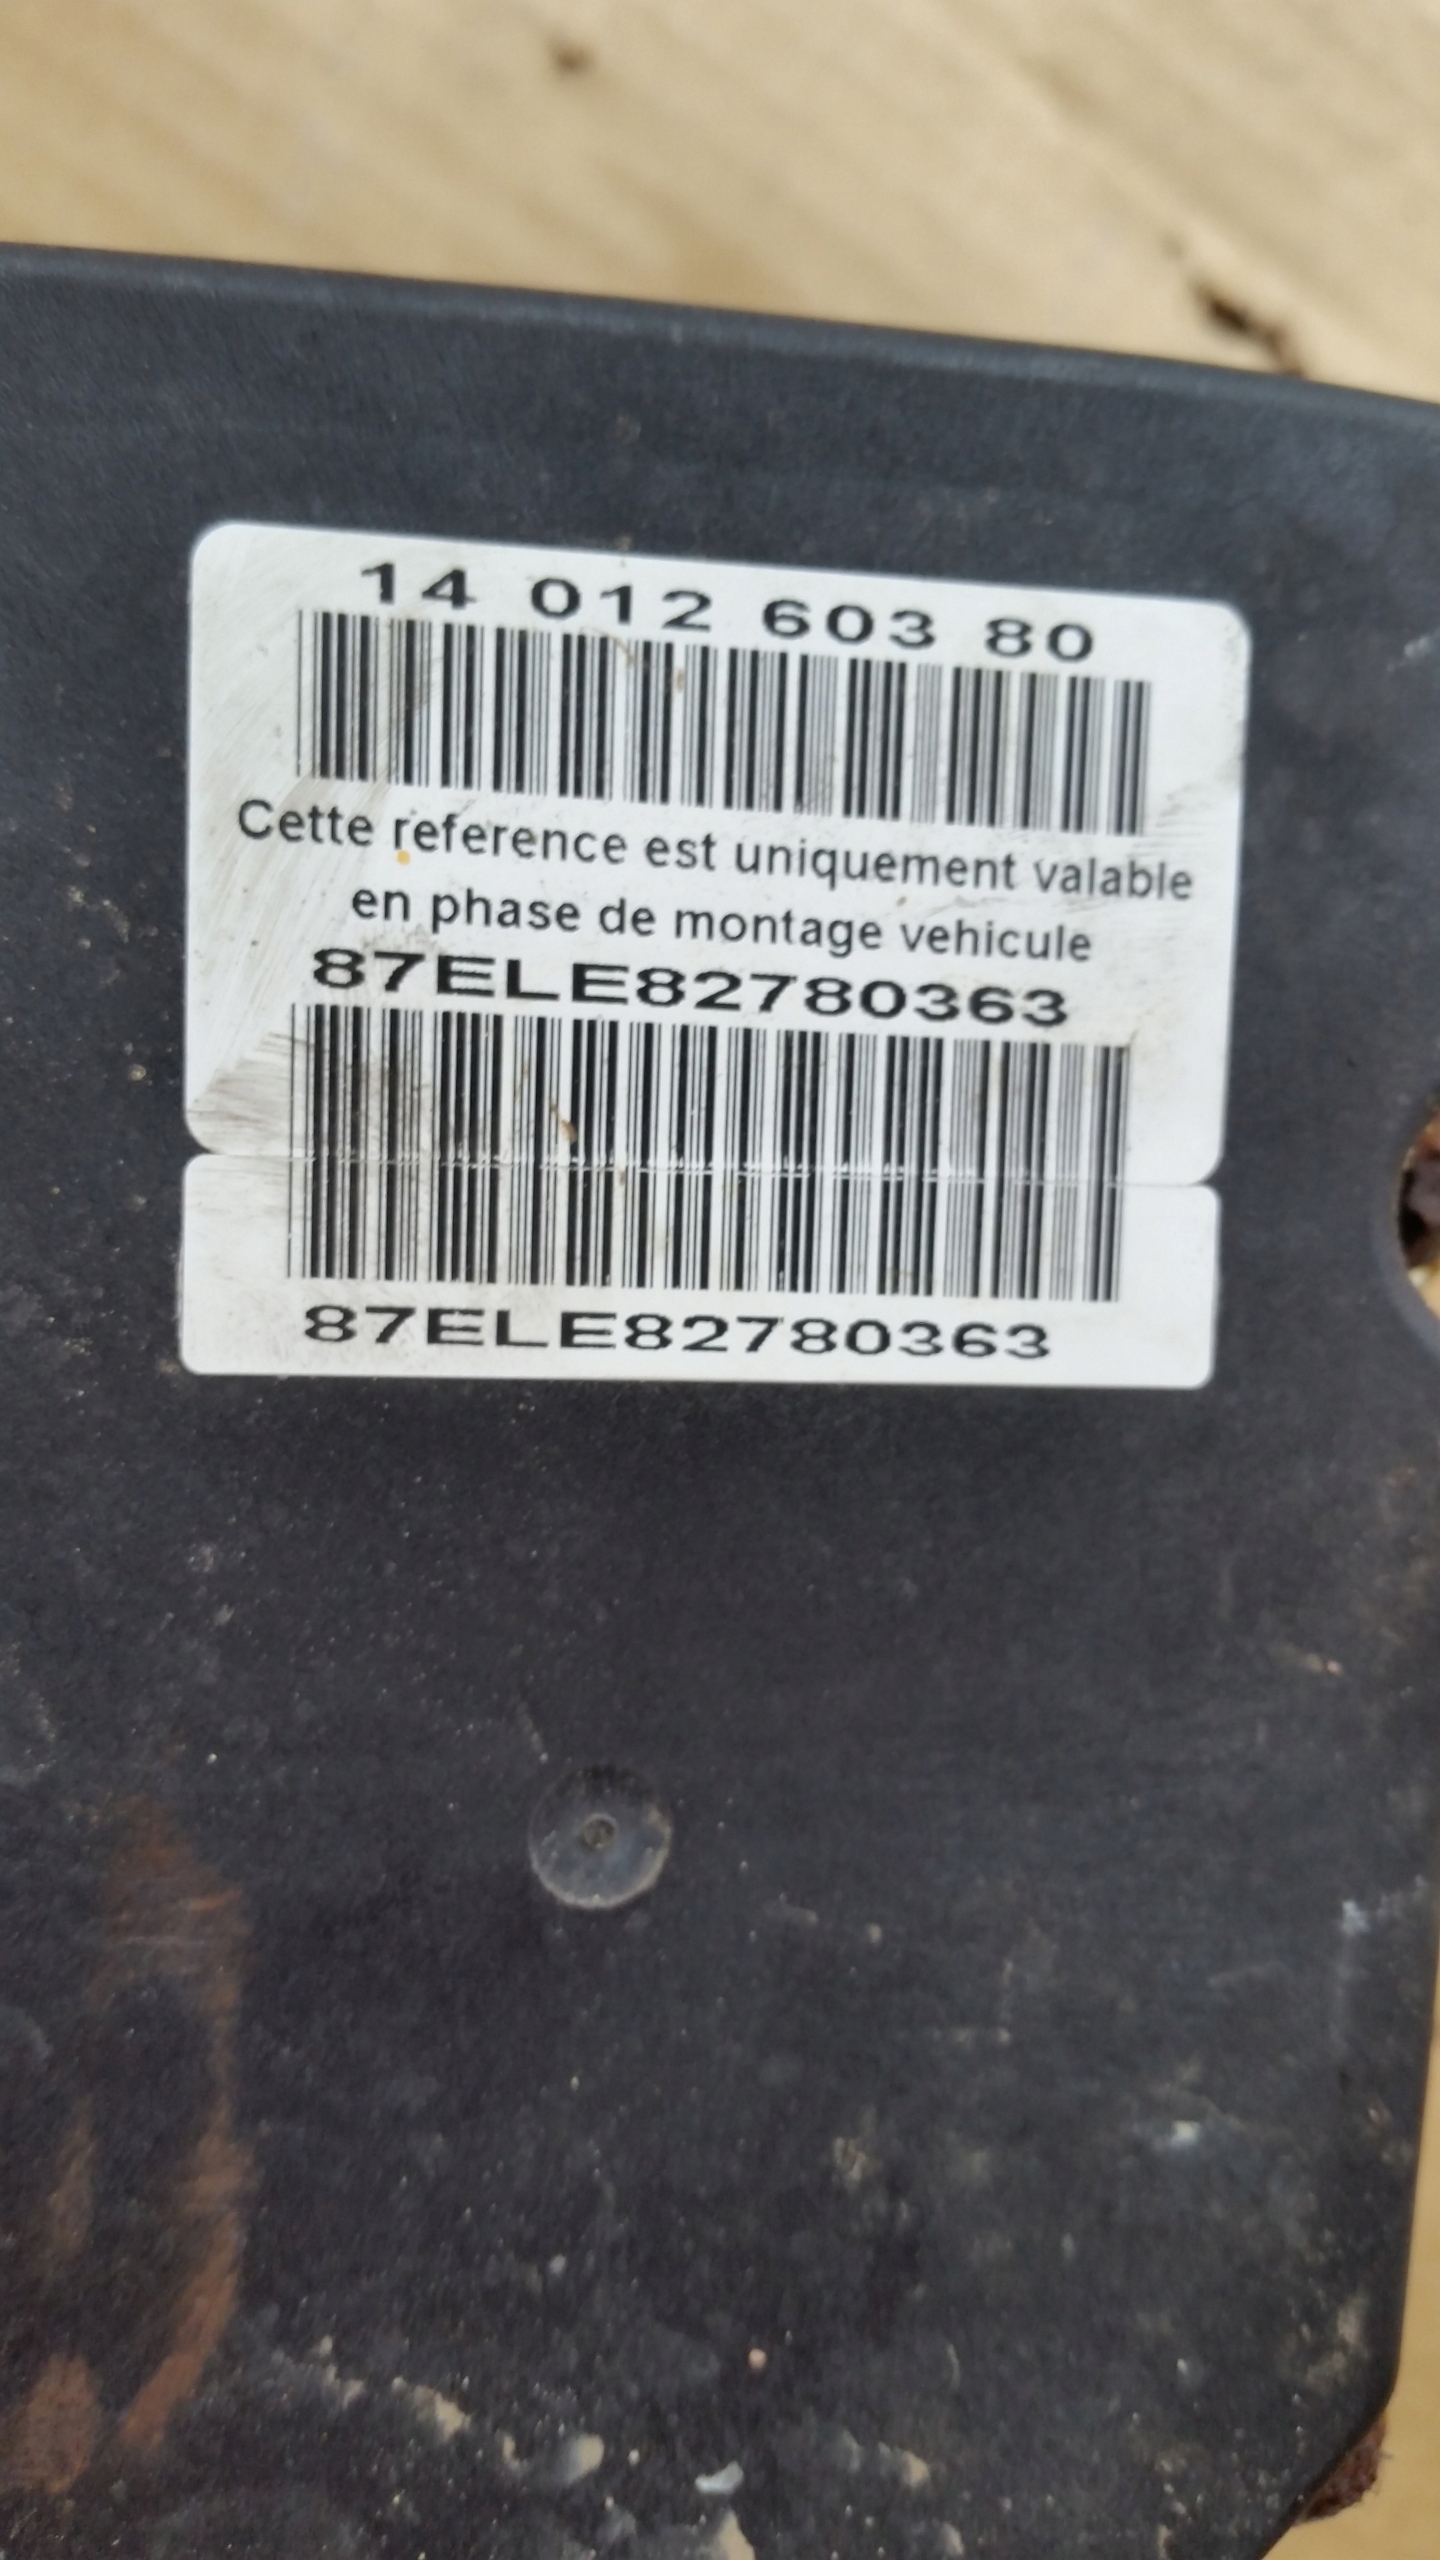 14 012 603 80
Cette reference est uniquement valable
en phase de montage vehicule
87ELE82780363
87ELE82780363